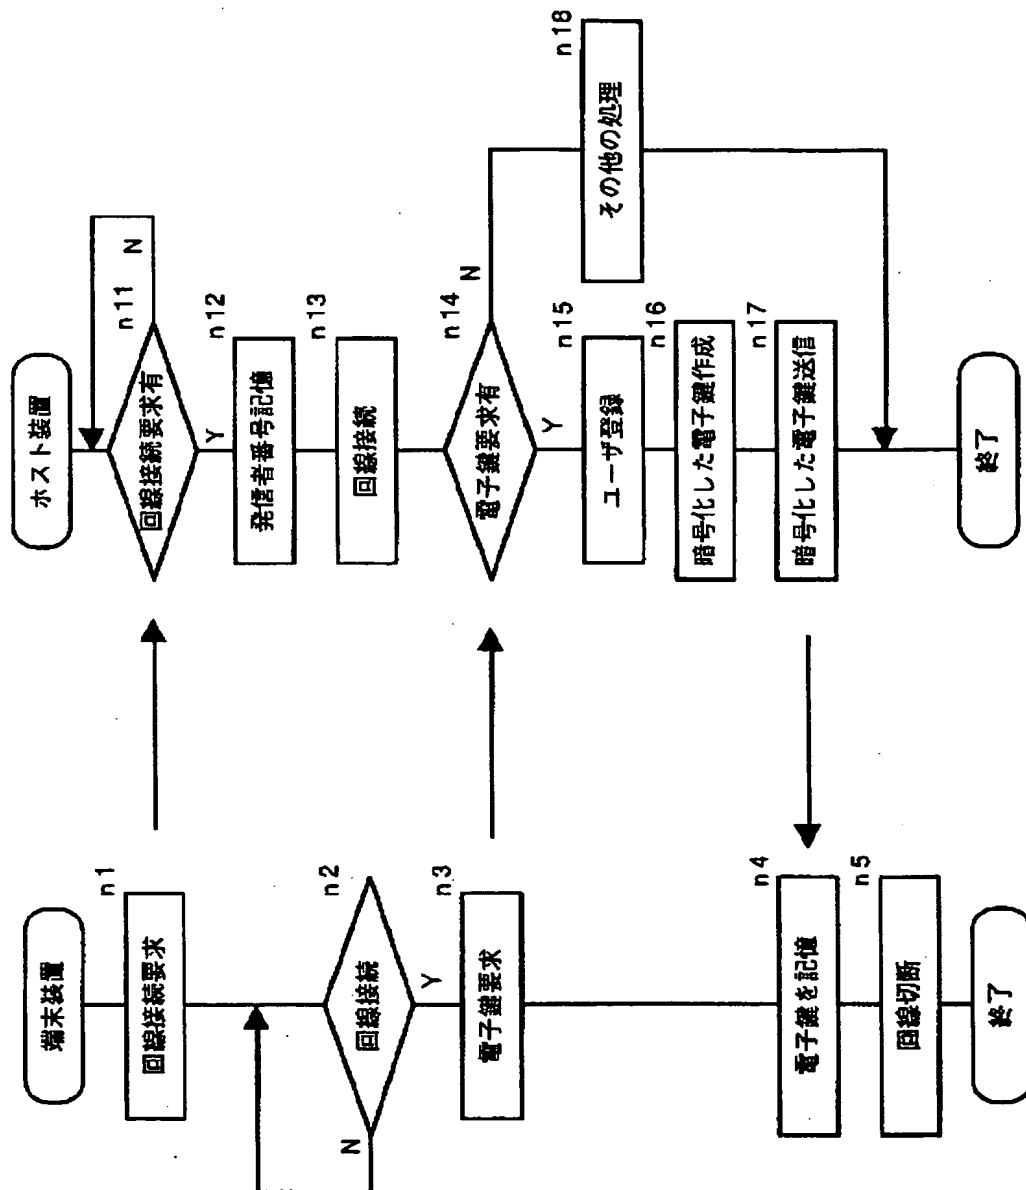 端末装置
n1
回線接続要求
n2
回線接続
N
Y
n3
電子鍵要求
n4
電子鍵を記憶
n5
回線切断
終了
ホスト装置
n11
回線接続要求有
N
Y
n12
発信者番号記憶
n13
回線接続
n14
電子鍵要求有
N
Y
n15
ユーザ登録
n16
暗号化した電子鍵作成
n17
暗号化した電子鍵送信
n18
その他の処理
終了